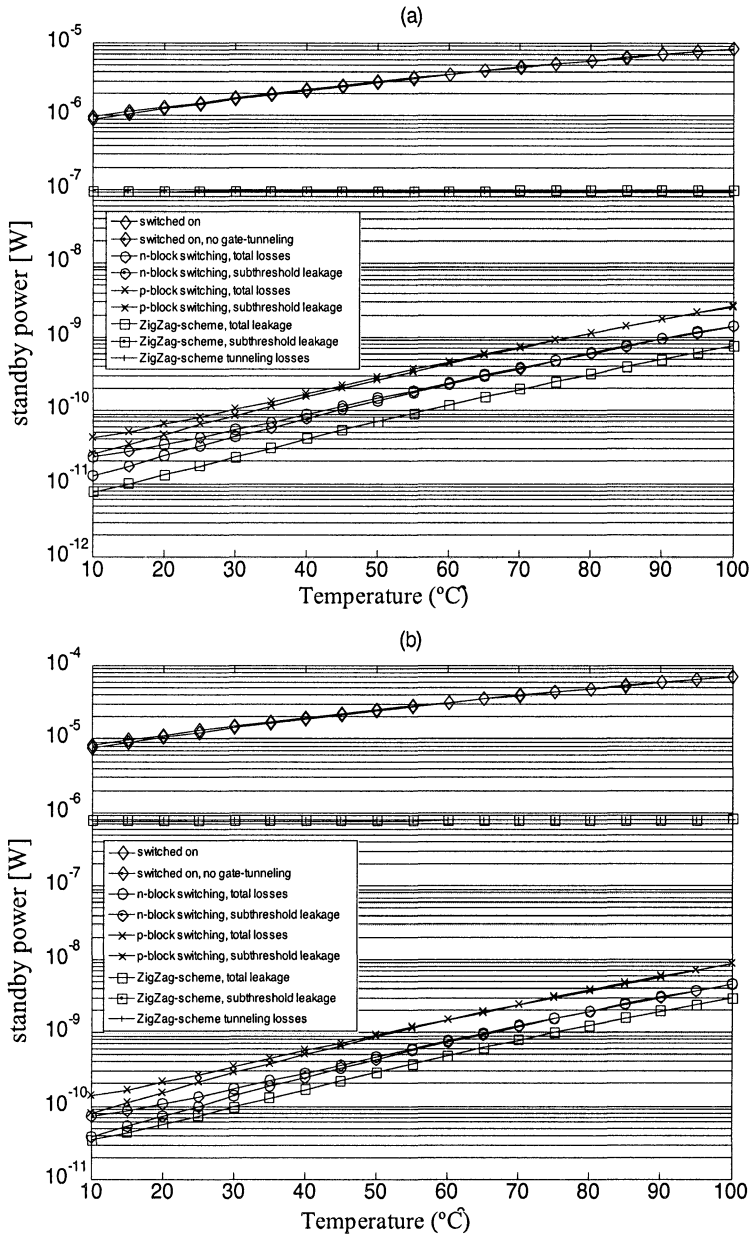 (a)
standby power [W]
10-5
10-6
10-7
10-8
10-9
10-10
10-11
10-12
switched on
switched on, no gate-tunneling
n-block switching, total losses
n-block switching, subthreshold leakage
p-block switching, total losses
p-block switching, subthreshold leakage
ZigZag-scheme, total leakage
ZigZag-scheme, subthreshold leakage
ZigZag-scheme tunneling losses
10 20 30 40 50 60 70 80 90 100
Temperature (ºC)
(b)
standby power [W]
10-4
10-5
10-6
10-7
10-8
10-9
10-10
10-11
switched on
switched on, no gate-tunneling
n-block switching, total losses
n-block switching, subthreshold leakage
p-block switching, total losses
p-block switching, subthreshold leakage
ZigZag-scheme, total leakage
ZigZag-scheme, subthreshold leakage
ZigZag-scheme tunneling losses
10 20 30 40 50 60 70 80 90 100
Temperature (ºC)